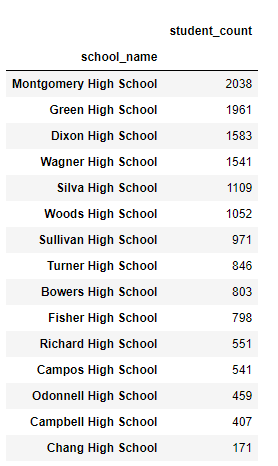 student_count
school_name
Montgomery High School 2038
Green High School 1961
Dixon High School 1583
Wagner High School 1541
Silva High School 1109
Woods High School 1052
Sullivan High School 971
Turner High School 846
Bowers High School 803
Fisher High School 798
Richard High School 551
Campos High School 541
Odonnell High School 459
Campbell High School 407
Chang High School 171